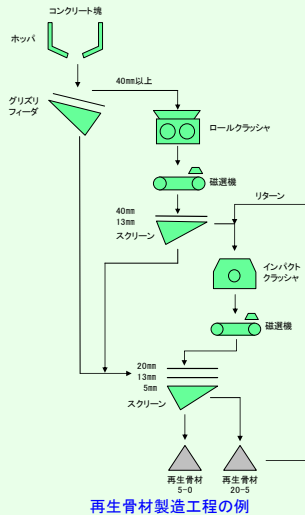 コンクリート塊
ホッパ
40mm以上
グリズリ
フィーダ
ロールクラッシャ
磁選機
リターン
40mm
13mm
スクリーン
インパクト
クラッシャ
磁選機
20mm
13mm
5mm
スクリーン
再生骨材
5-0
再生骨材
20-5
再生骨材製造工程の例